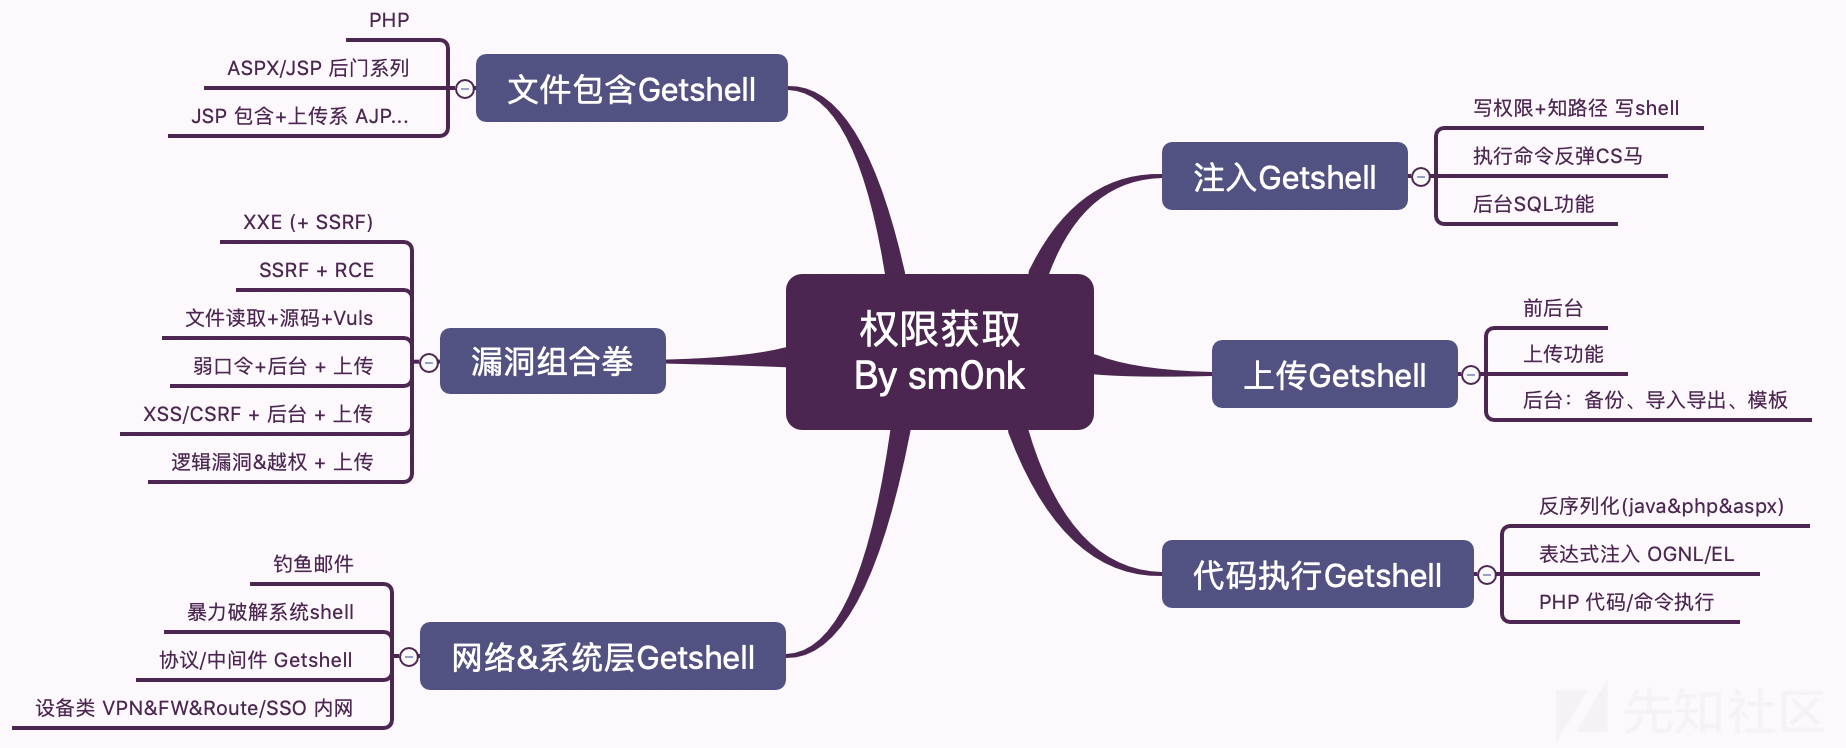 权限获取
By sm0nk
文件包含Getshell
PHP
ASPX/JSP 后门系列
JSP 包含+上传系 AJP...
漏洞组合拳
XXE (+ SSRF)
SSRF + RCE
文件读取+源码+Vuls
弱口令+后台 + 上传
XSS/CSRF + 后台 + 上传
逻辑漏洞&越权 + 上传
网络&系统层Getshell
钓鱼邮件
暴力破解系统shell
协议/中间件 Getshell
设备类 VPN&FW&Route/SSO 内网
注入Getshell
写权限+知路径 写shell
执行命令反弹CS马
后台SQL功能
上传Getshell
前后台
上传功能
后台：备份、导入导出、模板
代码执行Getshell
反序列化(java&php&aspx)
表达式注入 OGNL/EL
PHP 代码/命令执行
先知社区